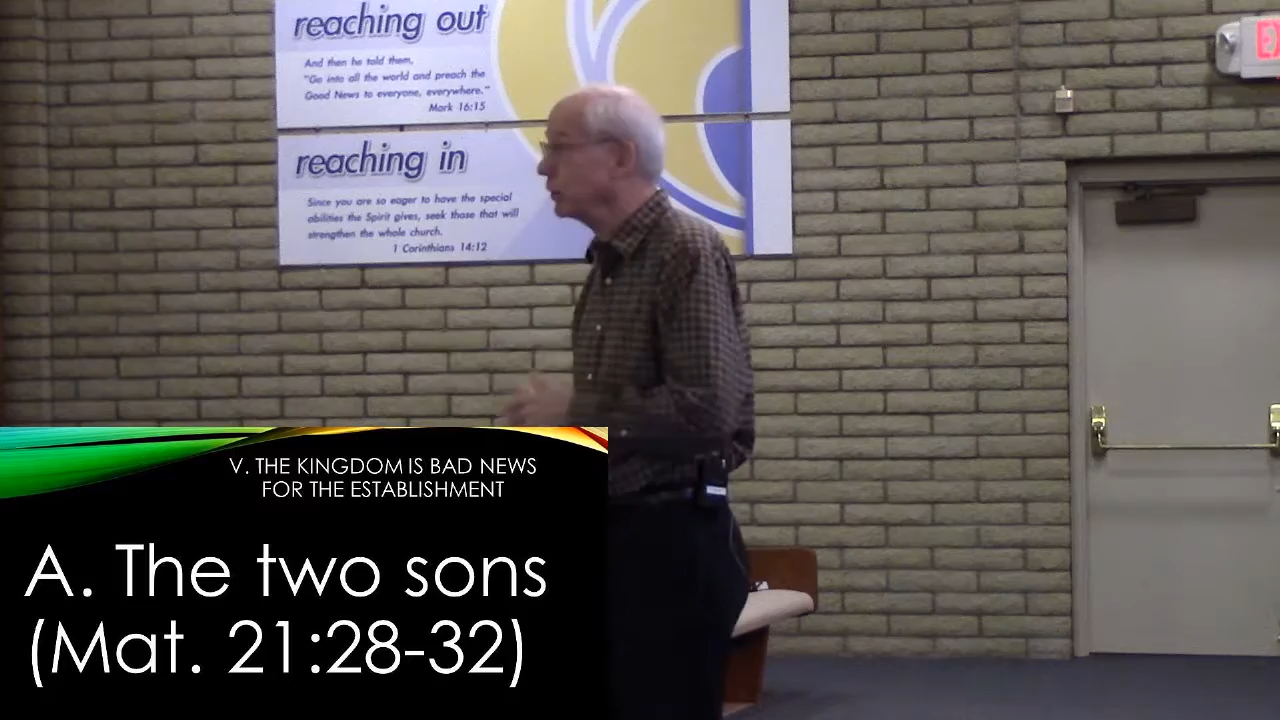 reaching out
And then he told them,
"Go into all the world and preach the
Good News to everyone, everywhere."
Mark 16:15
reaching in
Since you are so eager to have the special
abilities the Spirit gives, seek those that will
strengthen the whole church.
1 Corinthians 14:12
V. THE KINGDOM IS BAD NEWS
FOR THE ESTABLISHMENT
A. The two sons
(Mat. 21:28-32)